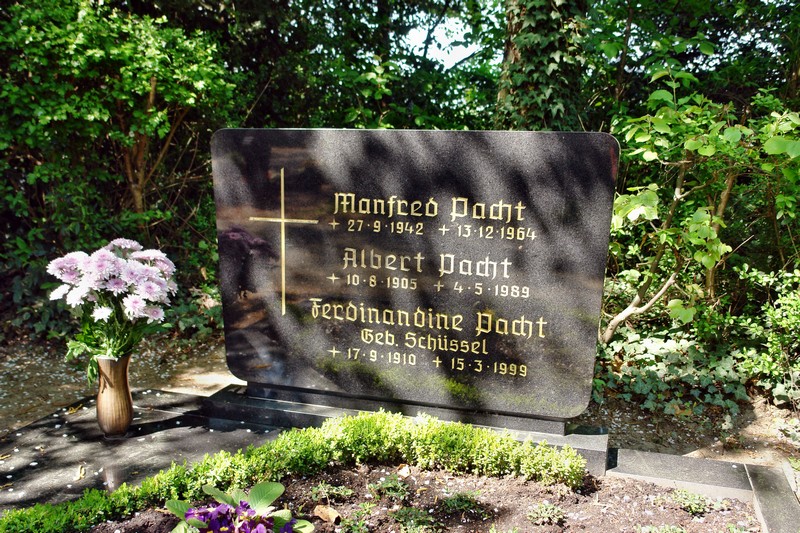 Manfred Pacht
+ 27·9·1942 + 13·12·1964
Albert Pacht
+ 10·8·1905 + 4·5·1989
Ferdinandine Pacht
Geb. Schüssel
+ 17·9·1910 + 15·3·1999